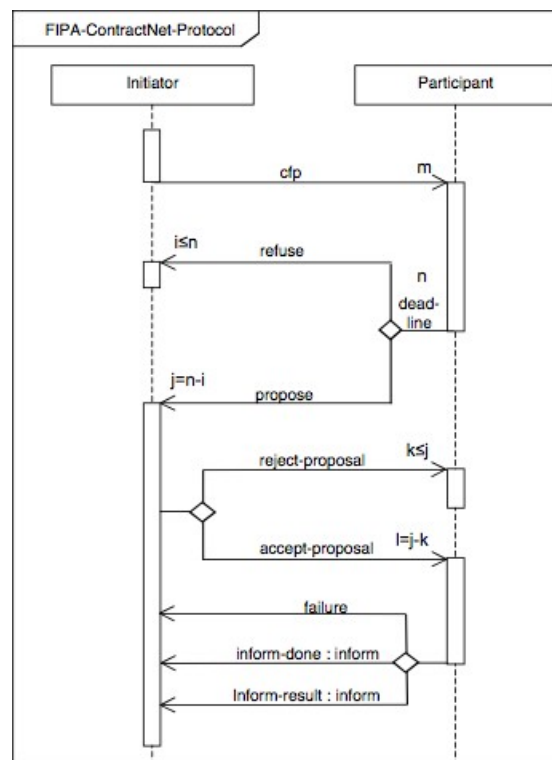 FIPA-ContractNet-Protocol
Initiator
Participant
cfp
m
i≤n
refuse
n
dead-
line
j=n-i
propose
reject-proposal
k≤j
accept-proposal
l=j-k
failure
inform-done : inform
Inform-result : inform